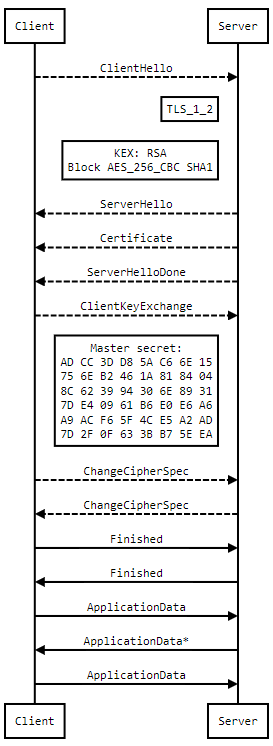 Client Server
ClientHello
TLS_1_2
KEX: RSA
Block AES_256_CBC SHA1
ServerHello
Certificate
ServerHelloDone
ClientKeyExchange
Master secret:
AD CC 3D D8 5A C6 6E 15
75 6E B2 46 1A 81 84 04
8C 62 39 94 30 6E 89 31
7D E4 09 61 B6 E0 E6 A6
A9 AC F6 5F 4C E5 A2 AD
7D 2F 0F 63 3B B7 5E EA
ChangeCipherSpec
ChangeCipherSpec
Finished
Finished
ApplicationData
ApplicationData*
ApplicationData
Client Server